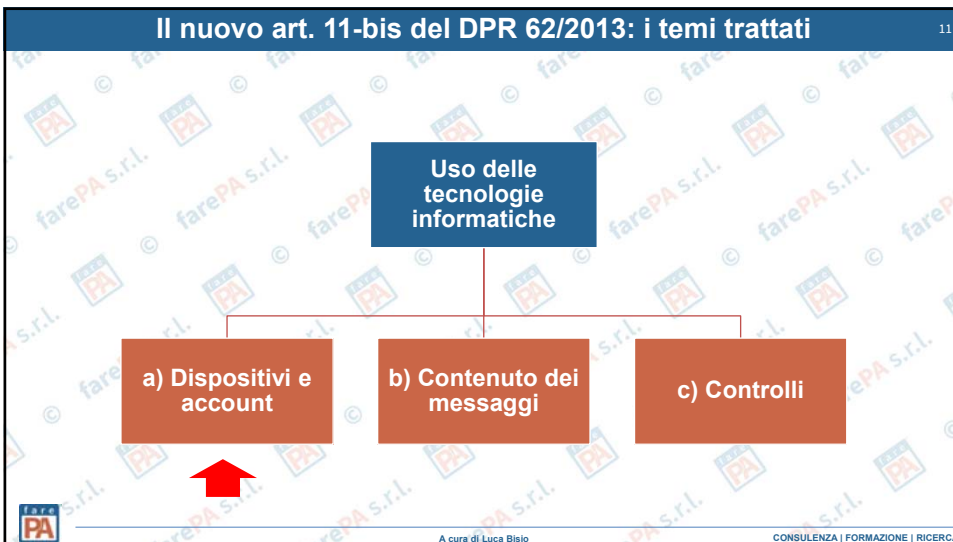 Il nuovo art. 11-bis del DPR 62/2013: i temi trattati
11
Uso delle
tecnologie
informatiche
a) Dispositivi e
account
b) Contenuto dei
messaggi
c) Controlli
fare
PA
A cura di Luca Bisio
CONSULENZA | FORMAZIONE | RICERCA
© farePA s.r.l.